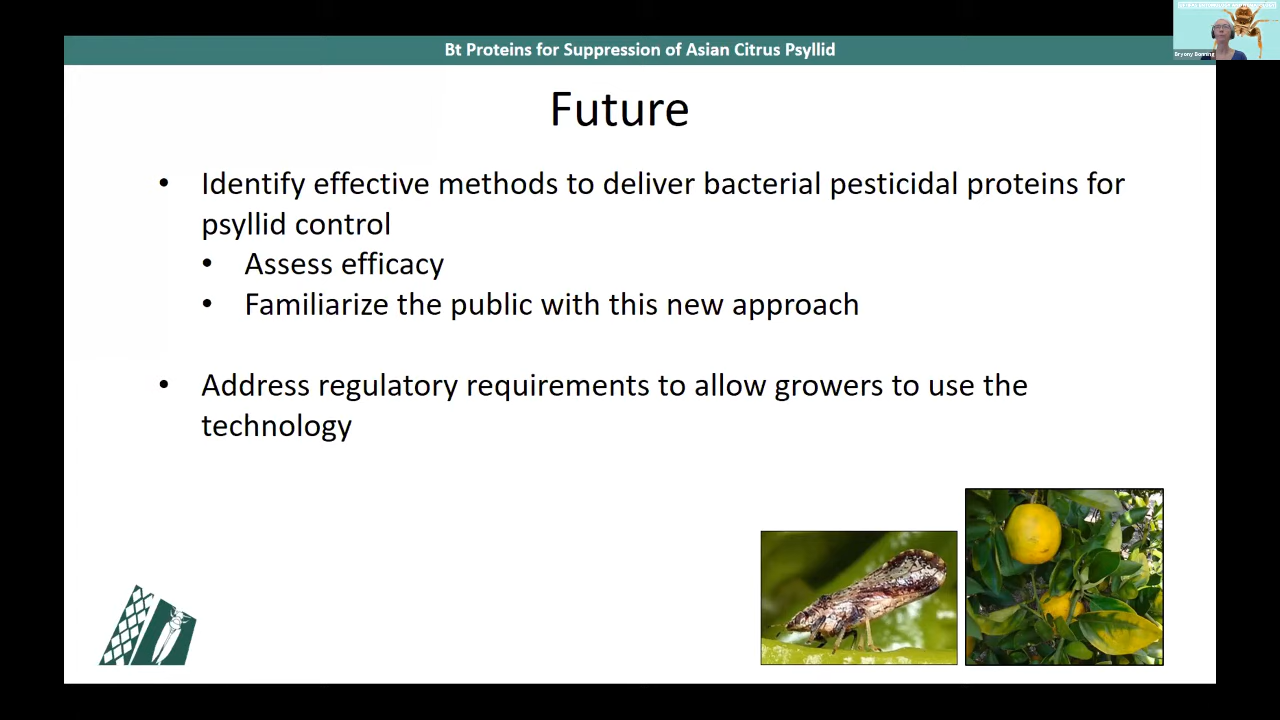 Bt Proteins for Suppression of Asian Citrus Psyllid
Bryony Bonning
Future
• Identify effective methods to deliver bacterial pesticidal proteins for
psyllid control
• Assess efficacy
• Familiarize the public with this new approach
• Address regulatory requirements to allow growers to use the
technology